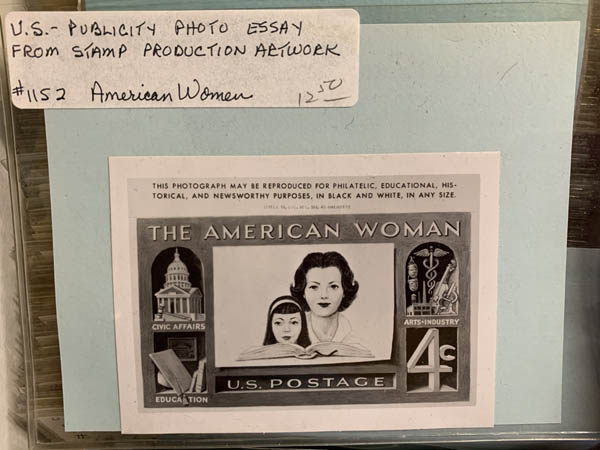 U.S.- PUBLICITY PHOTO ESSAY
FROM STAMP PRODUCTION ARTWORK
#1152 American Women 12 50
THIS PHOTOGRAPH MAY BE REPRODUCED FOR PHILATELIC, EDUCATIONAL, HIS-
TORICAL, AND NEWSWORTHY PURPOSES, IN BLACK AND WHITE, IN ANY SIZE.
THE AMERICAN WOMAN
CIVIC AFFAIRS
ARTS-INDUSTRY
4c
U.S. POSTAGE
EDUCATION